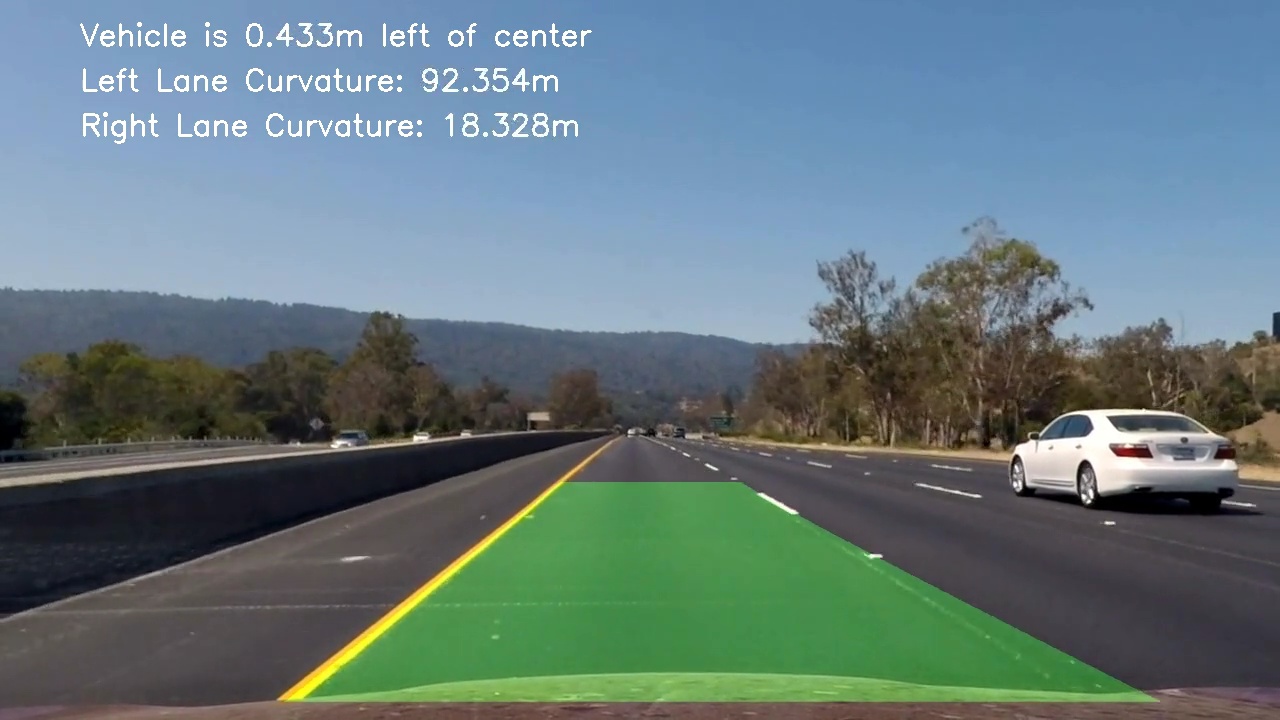 Vehicle is 0.433m left of center
Left Lane Curvature: 92.354m
Right Lane Curvature: 18.328m